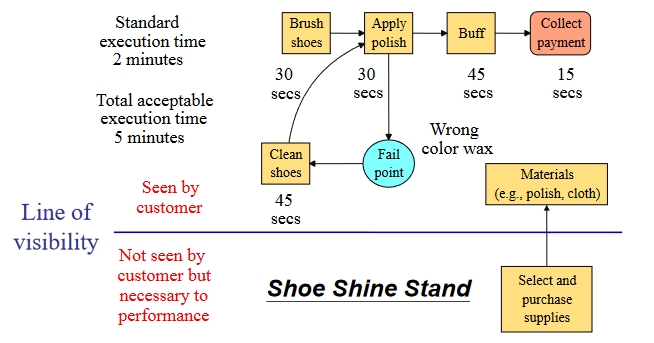 Standard
execution time
2 minutes
Brush
shoes
Apply
polish
Buff
Collect
payment
30
secs
30
secs
45
secs
15
secs
Total acceptable
execution time
5 minutes
Clean
shoes
Fail
point
Wrong
color wax
45
secs
Materials
(e.g., polish, cloth)
Seen by
customer
Line of
visibility
Not seen by
customer but
necessary to
performance
Shoe Shine Stand
Select and
purchase
supplies